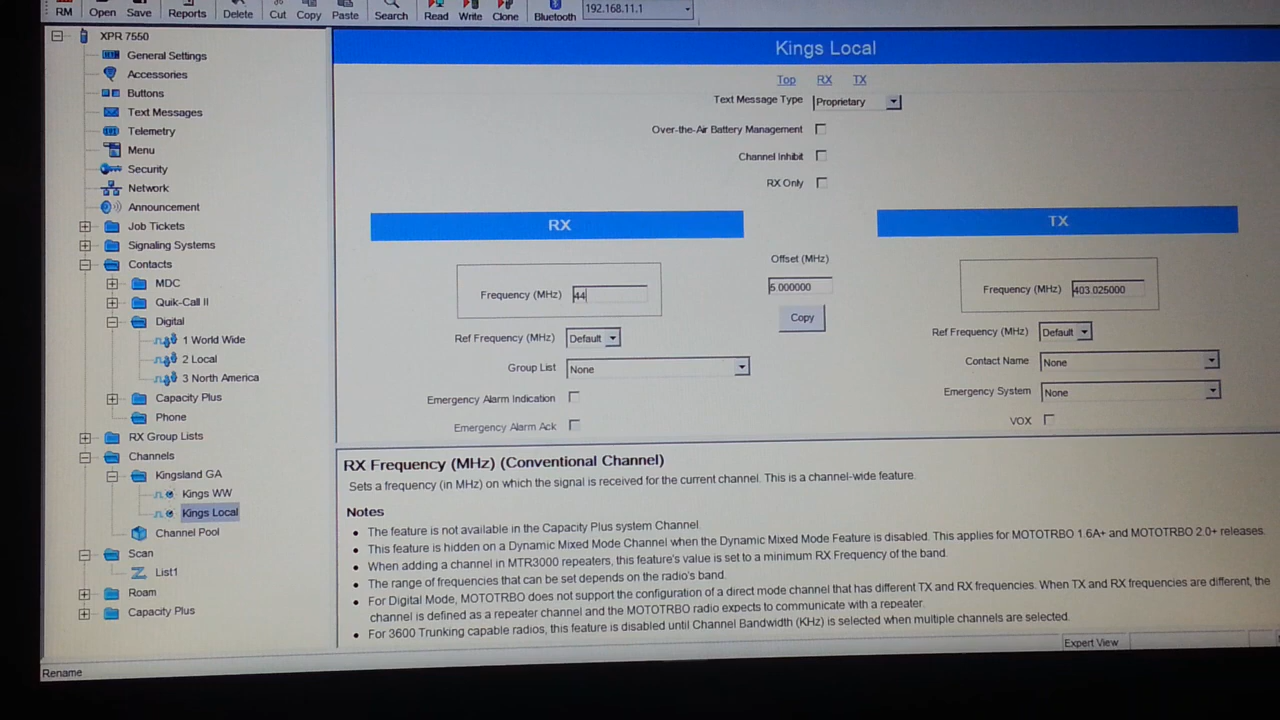 RM Open Save Reports Delete Cut Copy Paste Search Read Write Clone Bluetooth 192.168.11.1
XPR 7550
General Settings
Accessories
Buttons
Text Messages
Telemetry
Menu
Security
Network
Announcement
Job Tickets
Signaling Systems
Contacts
MDC
Quik-Call II
Digital
1 World Wide
2 Local
3 North America
Capacity Plus
Phone
RX Group Lists
Channels
Kingsland GA
Kings WW
Kings Local
Channel Pool
Scan
List1
Roam
Capacity Plus
Kings Local
Top RX TX
Text Message Type Proprietary
Over-the-Air Battery Management
Channel Inhibit
RX Only
RX
Frequency (MHz) 44
Ref Frequency (MHz) Default
Group List None
Emergency Alarm Indication
Emergency Alarm Ack
Offset (MHz)
5.000000
Copy
TX
Frequency (MHz) 403.025000
Ref Frequency (MHz) Default
Contact Name None
Emergency System None
VOX
RX Frequency (MHz) (Conventional Channel)
Sets a frequency (in MHz) on which the signal is received for the current channel. This is a channel-wide feature.
Notes
The feature is not available in the Capacity Plus system Channel.
This feature is hidden on a Dynamic Mixed Mode Channel when the Dynamic Mixed Mode Feature is disabled. This applies for MOTOTRBO 1.6A+ and MOTOTRBO 2.0+ releases.
When adding a channel in MTR3000 repeaters, this feature's value is set to a minimum RX Frequency of the band.
The range of frequencies that can be set depends on the radio's band.
For Digital Mode, MOTOTRBO does not support the configuration of a direct mode channel that has different TX and RX frequencies. When TX and RX frequencies are different, the
channel is defined as a repeater channel and the MOTOTRBO radio expects to communicate with a repeater.
For 3600 Trunking capable radios, this feature is disabled until Channel Bandwidth (KHz) is selected when multiple channels are selected.
Expert View
Rename